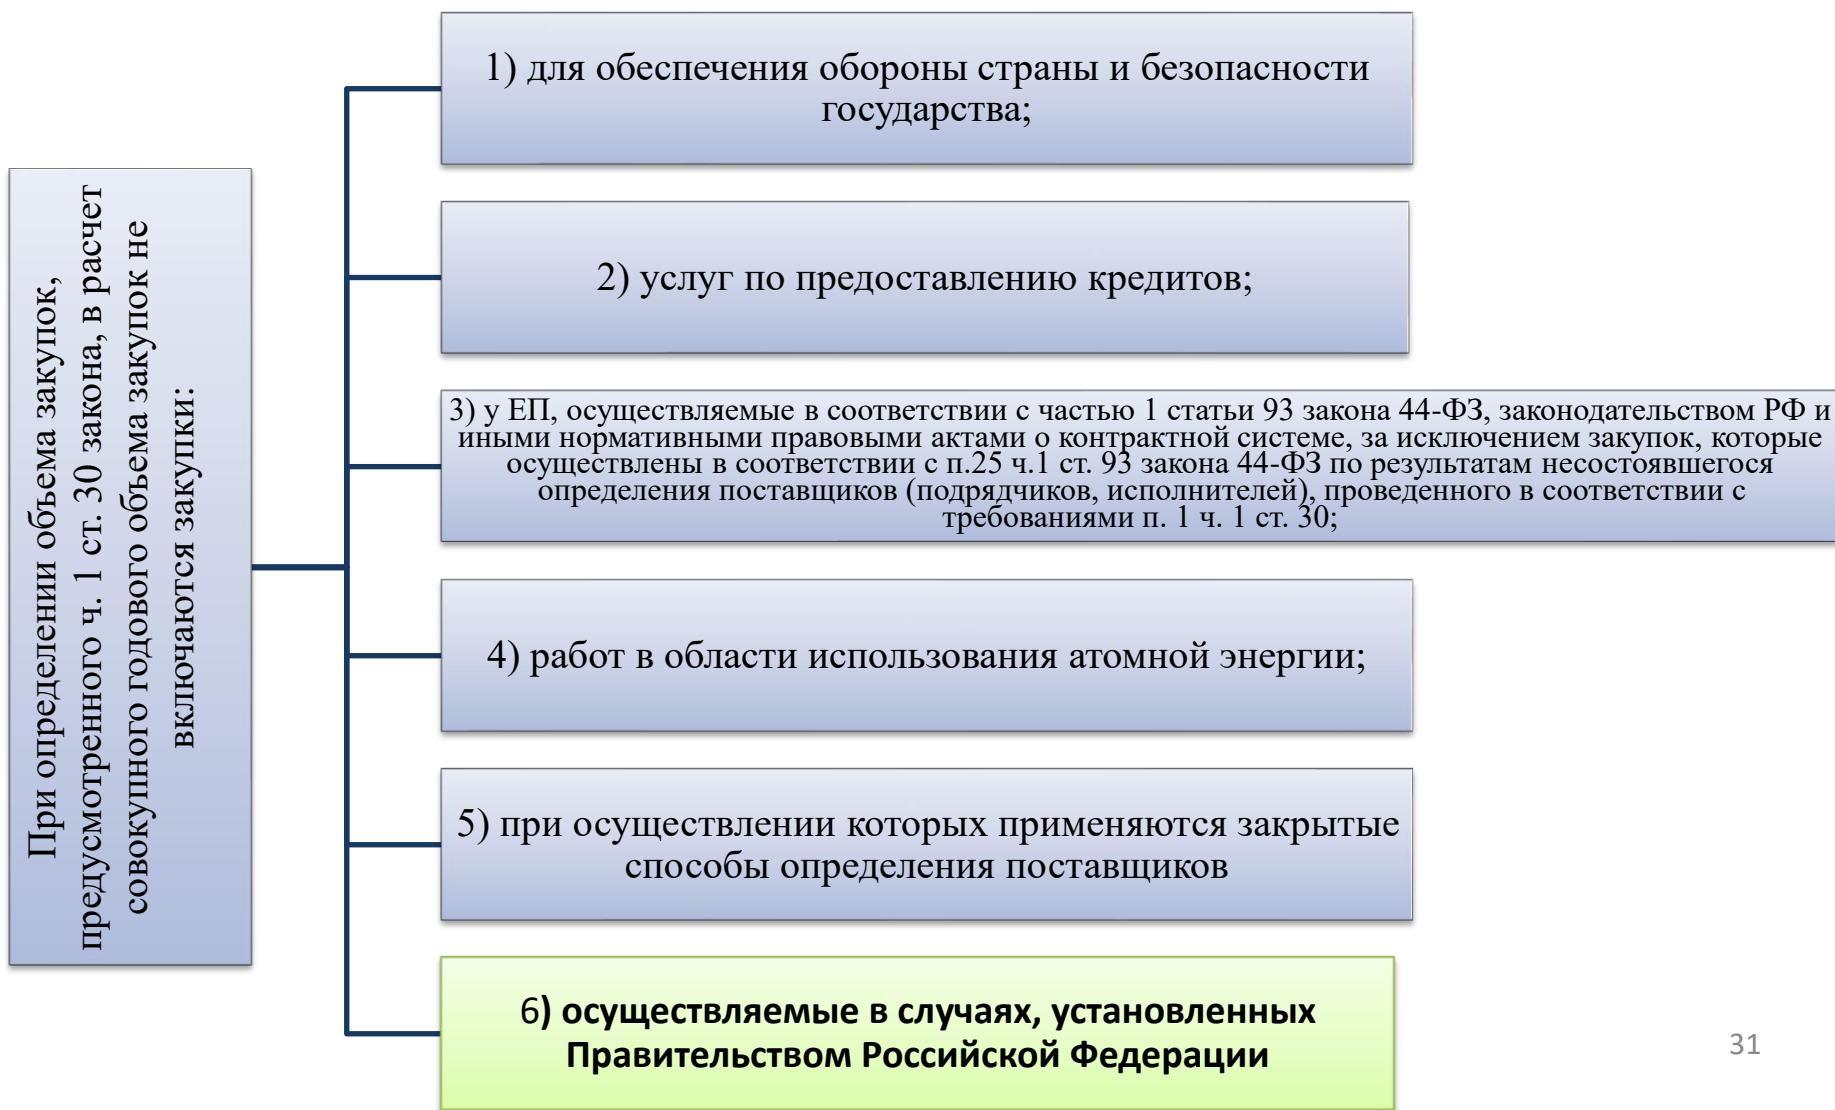 При определении объема закупок,
предусмотренного ч. 1 ст. 30 закона, в расчет
совокупного годового объема закупок не
включаются закупки:
1) для обеспечения обороны страны и безопасности
государства;
2) услуг по предоставлению кредитов;
3) у ЕП, осуществляемые в соответствии с частью 1 статьи 93 закона 44-ФЗ, законодательством РФ и
иными нормативными правовыми актами о контрактной системе, за исключением закупок, которые
осуществлены в соответствии с п.25 ч.1 ст. 93 закона 44-ФЗ по результатам несостоявшегося
определения поставщиков (подрядчиков, исполнителей), проведенного в соответствии с
требованиями п. 1 ч. 1 ст. 30;
4) работ в области использования атомной энергии;
5) при осуществлении которых применяются закрытые
способы определения поставщиков
6) осуществляемые в случаях, установленных
Правительством Российской Федерации
31